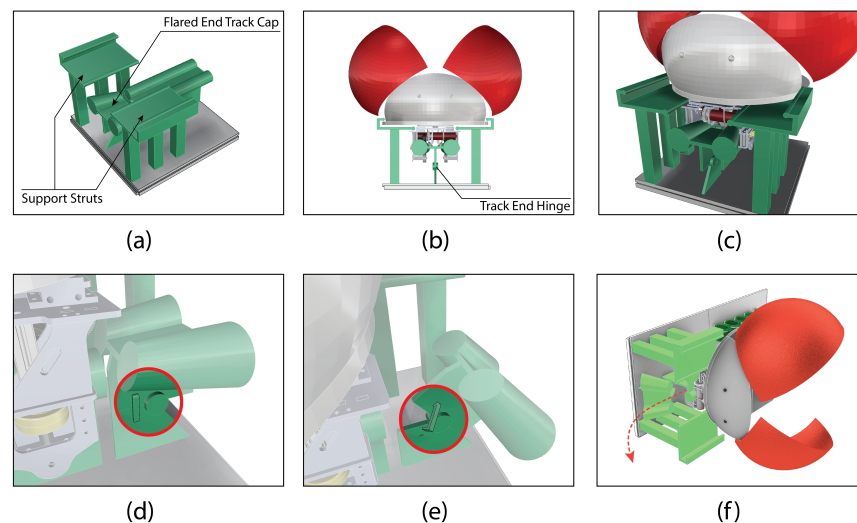 Flared End Track Cap
Support Struts
Track End Hinge
(a)
(b)
(c)
(d)
(e)
(f)